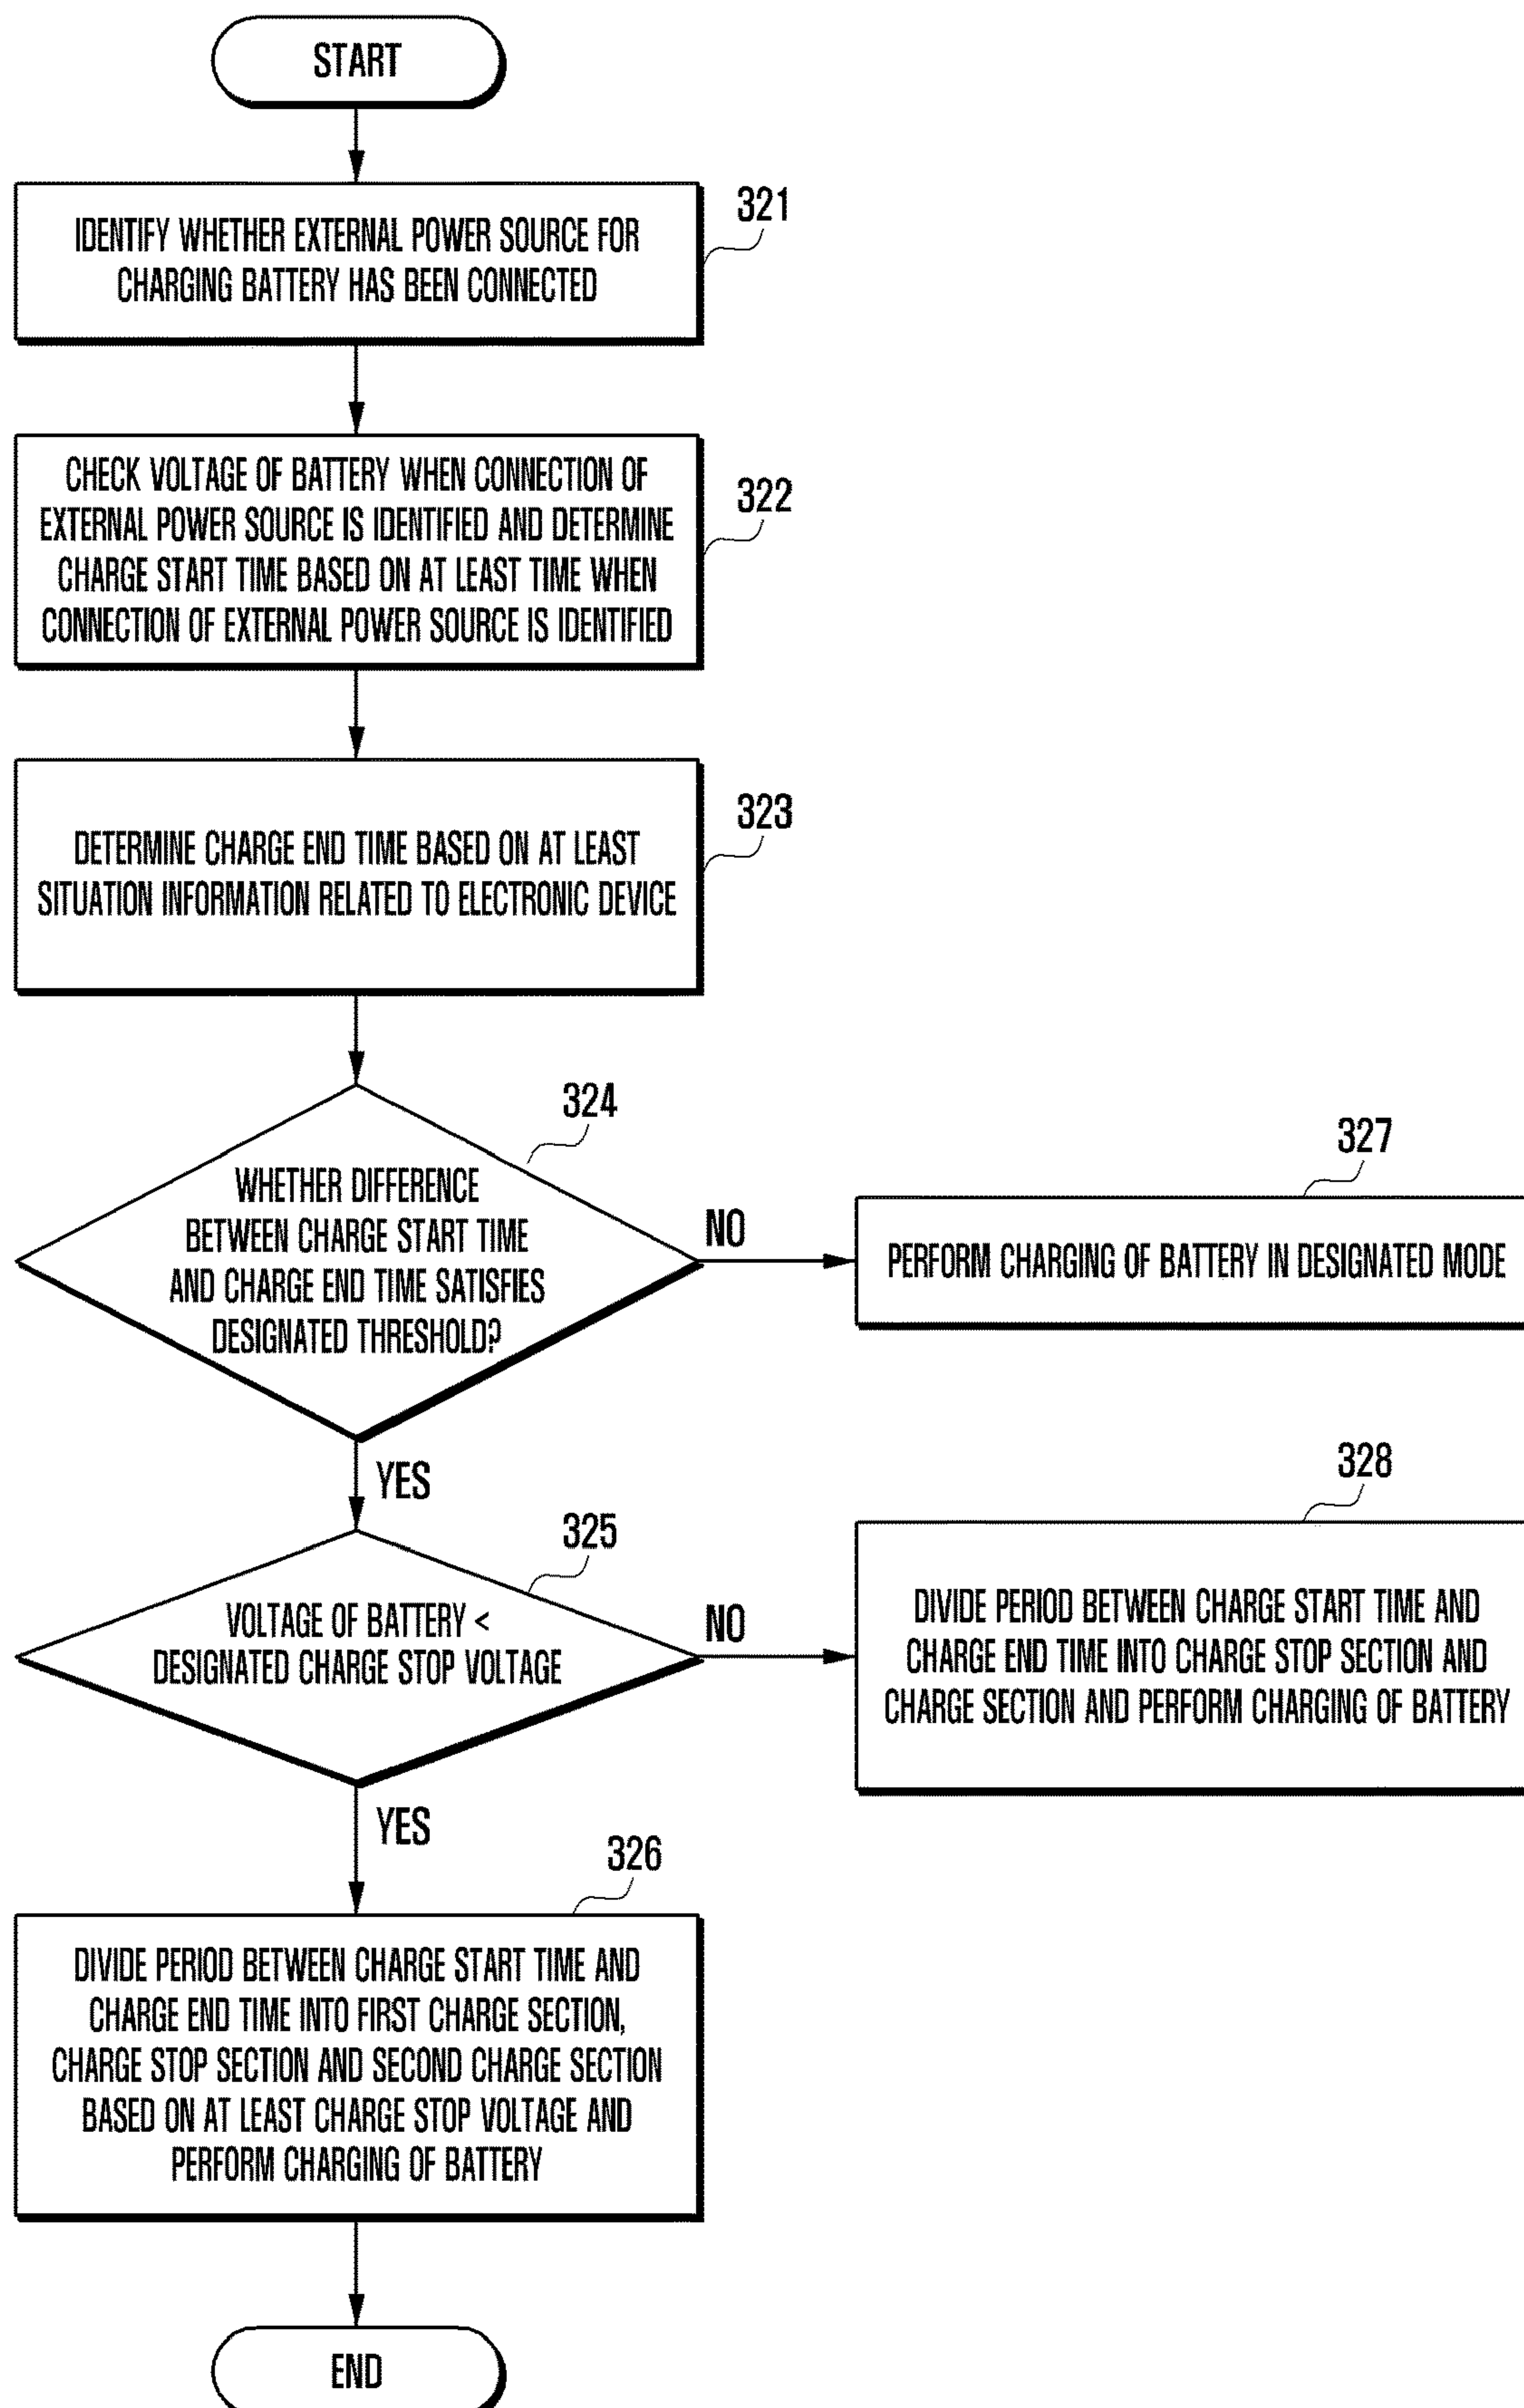 START
321
IDENTIFY WHETHER EXTERNAL POWER SOURCE FOR
CHARGING BATTERY HAS BEEN CONNECTED
322
CHECK VOLTAGE OF BATTERY WHEN CONNECTION OF
EXTERNAL POWER SOURCE IS IDENTIFIED AND DETERMINE
CHARGE START TIME BASED ON AT LEAST TIME WHEN
CONNECTION OF EXTERNAL POWER SOURCE IS IDENTIFIED
323
DETERMINE CHARGE END TIME BASED ON AT LEAST
SITUATION INFORMATION RELATED TO ELECTRONIC DEVICE
324
WHETHER DIFFERENCE
BETWEEN CHARGE START TIME
AND CHARGE END TIME SATISFIES
DESIGNATED THRESHOLD?
NO
327
PERFORM CHARGING OF BATTERY IN DESIGNATED MODE
YES
325
VOLTAGE OF BATTERY <
DESIGNATED CHARGE STOP VOLTAGE
NO
328
DIVIDE PERIOD BETWEEN CHARGE START TIME AND
CHARGE END TIME INTO CHARGE STOP SECTION AND
CHARGE SECTION AND PERFORM CHARGING OF BATTERY
YES
326
DIVIDE PERIOD BETWEEN CHARGE START TIME AND
CHARGE END TIME INTO FIRST CHARGE SECTION,
CHARGE STOP SECTION AND SECOND CHARGE SECTION
BASED ON AT LEAST CHARGE STOP VOLTAGE AND
PERFORM CHARGING OF BATTERY
END